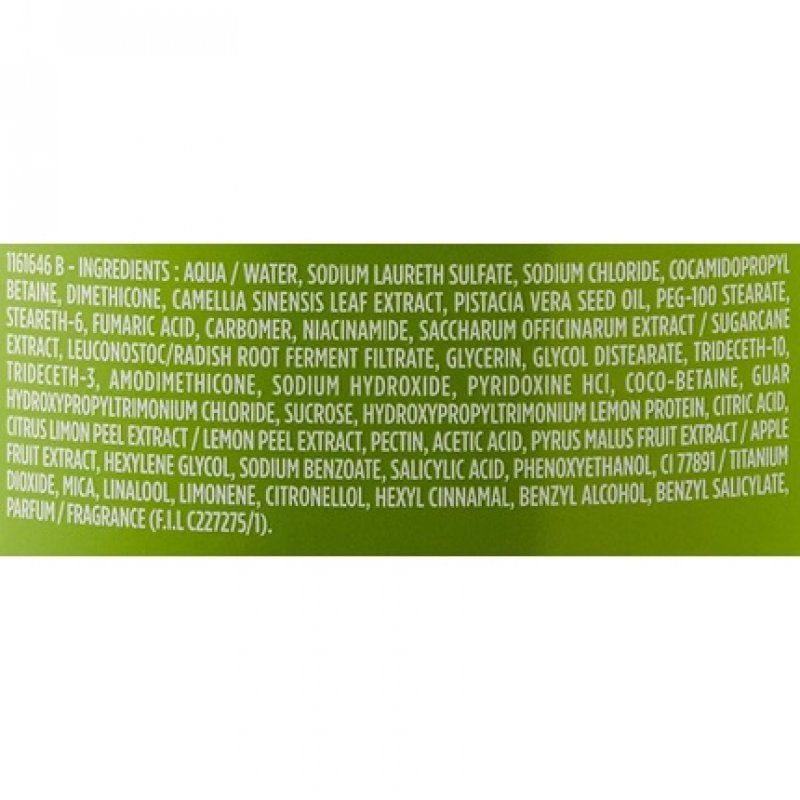 1161646 B - INGREDIENTS : AQUA / WATER, SODIUM LAURETH SULFATE, SODIUM CHLORIDE, COCAMIDOPROPYL
BETAINE, DIMETHICONE, CAMELLIA SINENSIS LEAF EXTRACT, PISTACIA VERA SEED OIL, PEG-100 STEARATE,
STEARETH-6, FUMARIC ACID, CARBOMER, NIACINAMIDE, SACCHARUM OFFICINARUM EXTRACT / SUGARCANE
EXTRACT, LEUCONOSTOC/RADISH ROOT FERMENT FILTRATE, GLYCERIN, GLYCOL DISTEARATE, TRIDECETH-10,
TRIDECETH-3, AMODIMETHICONE, SODIUM HYDROXIDE, PYRIDOXINE HCl, COCO-BETAINE, GUAR
HYDROXYPROPYLTRIMONIUM CHLORIDE, SUCROSE, HYDROXYPROPYLTRIMONIUM LEMON PROTEIN, CITRIC ACID,
CITRUS LIMON PEEL EXTRACT / LEMON PEEL EXTRACT, PECTIN, ACETIC ACID, PYRUS MALUS FRUIT EXTRACT / APPLE
FRUIT EXTRACT, HEXYLENE GLYCOL, SODIUM BENZOATE, SALICYLIC ACID, PHENOXYETHANOL, CI 77891 / TITANIUM
DIOXIDE, MICA, LINALOOL, LIMONENE, CITRONELLOL, HEXYL CINNAMAL, BENZYL ALCOHOL, BENZYL SALICYLATE,
PARFUM / FRAGRANCE (F.I.L C227275/1).